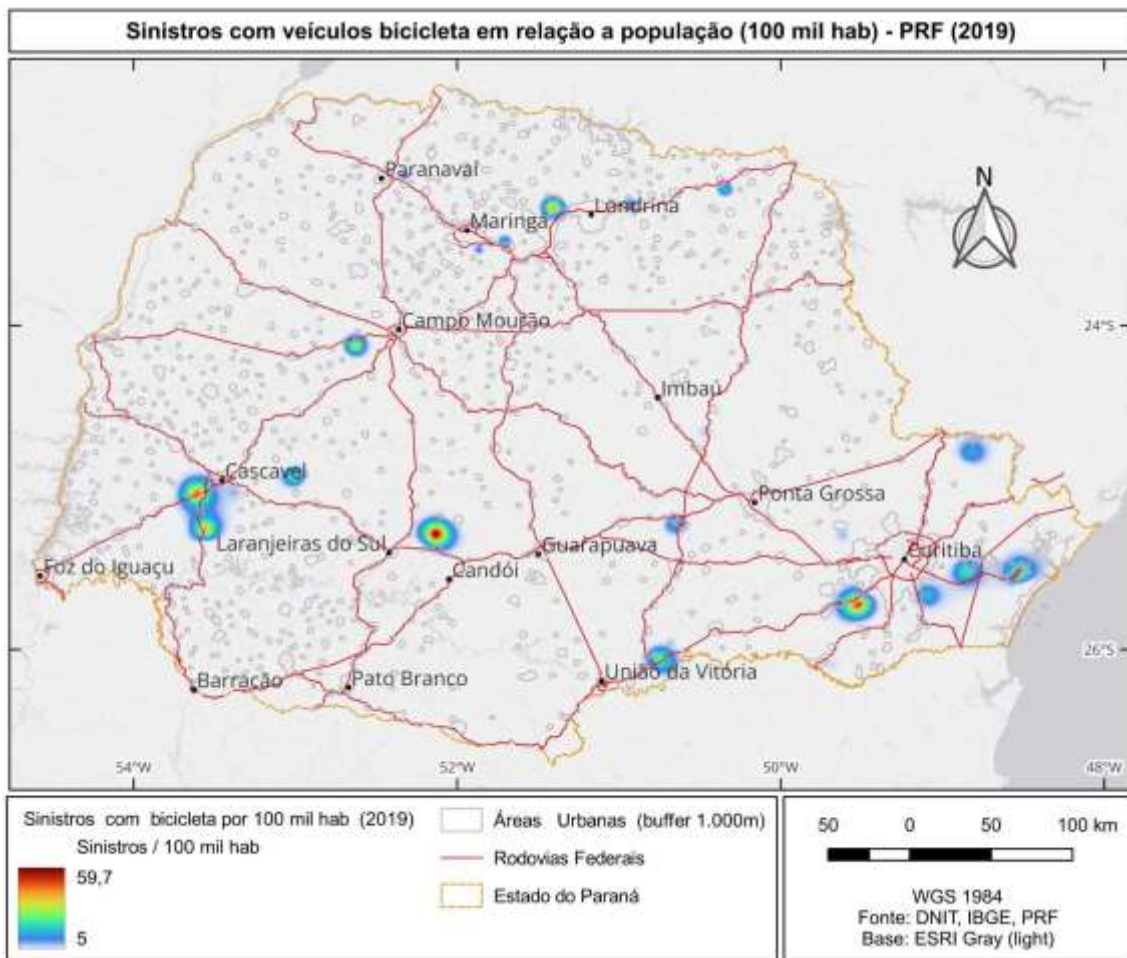 Sinistros com veículos bicicleta em relação a população (100 mil hab) - PRF (2019)
Paranavaí
Londrina
Maringa
N
Campo Mourão
24°S
Imbaú
Cascavel
Ponta Grossa
Laranjeiras do Sul
Guarapuava
Curitiba
Foz do Iguaçu
Candói
26°S
União da Vitória
Barracão
Pato Branco
54°W
52°W
50°W
48°W
Sinistros com bicicleta por 100 mil hab (2019)
Sinistros / 100 mil hab
59,7
5
Áreas Urbanas (buffer 1.000m)
Rodovias Federais
Estado do Paraná
50 0 50 100 km
WGS 1984
Fonte: DNIT, IBGE, PRF
Base: ESRI Gray (light)